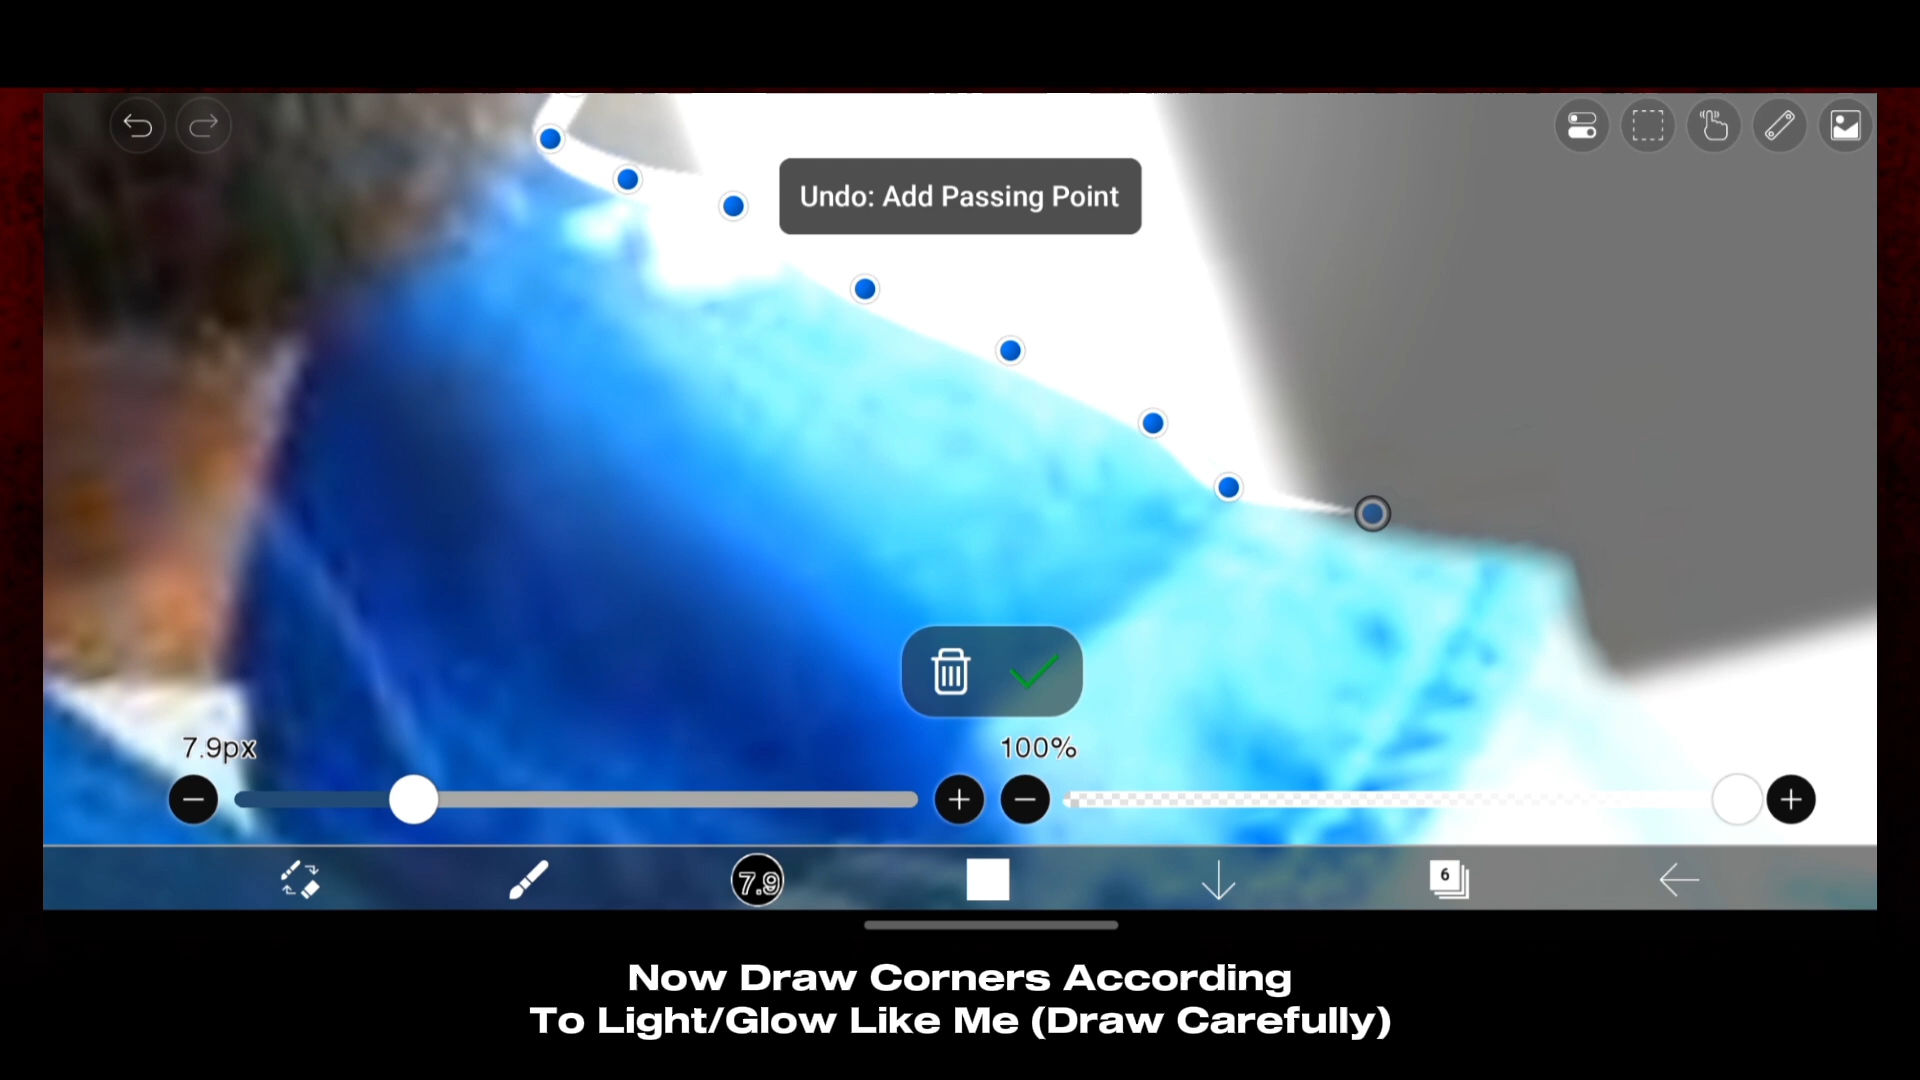 Undo: Add Passing Point
7.9px
100%
7.9
6
Now Draw Corners According
To Light/Glow Like Me (Draw Carefully)